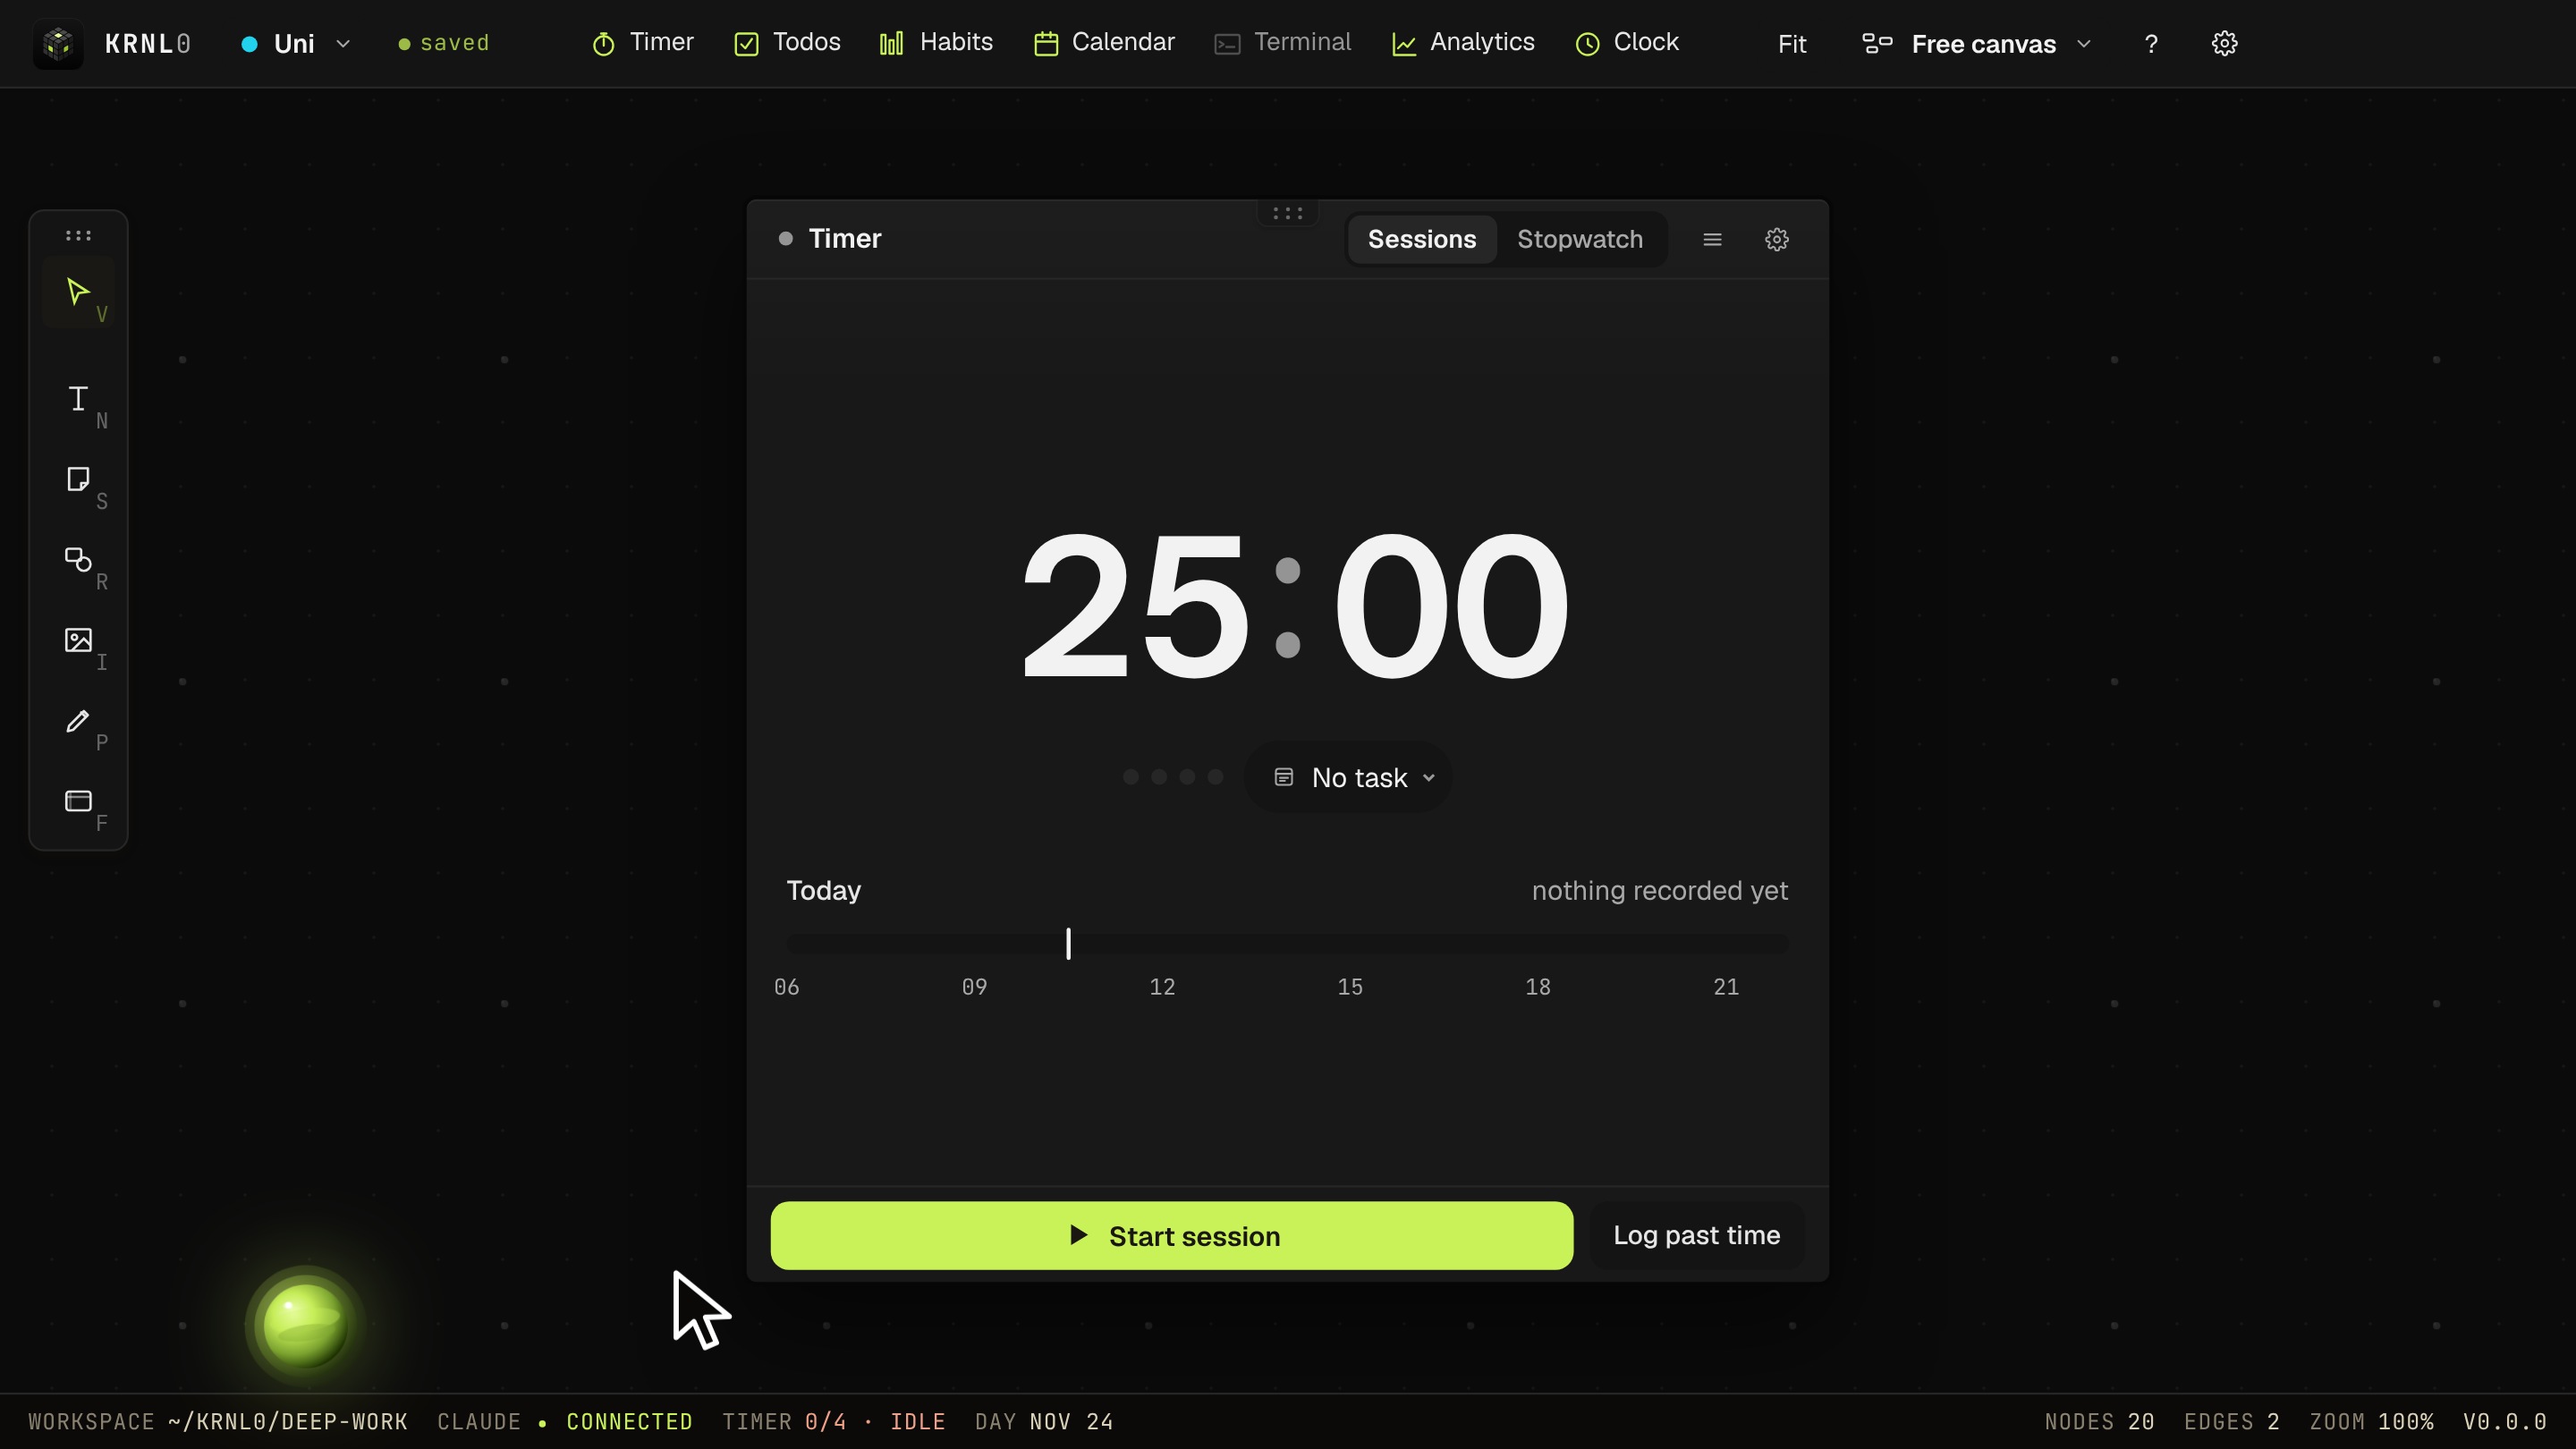 KRNL0 Uni saved Timer Todos Habits Calendar Terminal Analytics Clock Fit Free canvas ?
Timer Sessions Stopwatch
V
N
S
R
I
P
F
25:00
No task
Today nothing recorded yet
06 09 12 15 18 21
Start session Log past time
WORKSPACE ~/KRNL0/DEEP-WORK CLAUDE • CONNECTED TIMER 0/4 · IDLE DAY NOV 24 NODES 20 EDGES 2 ZOOM 100% V0.0.0